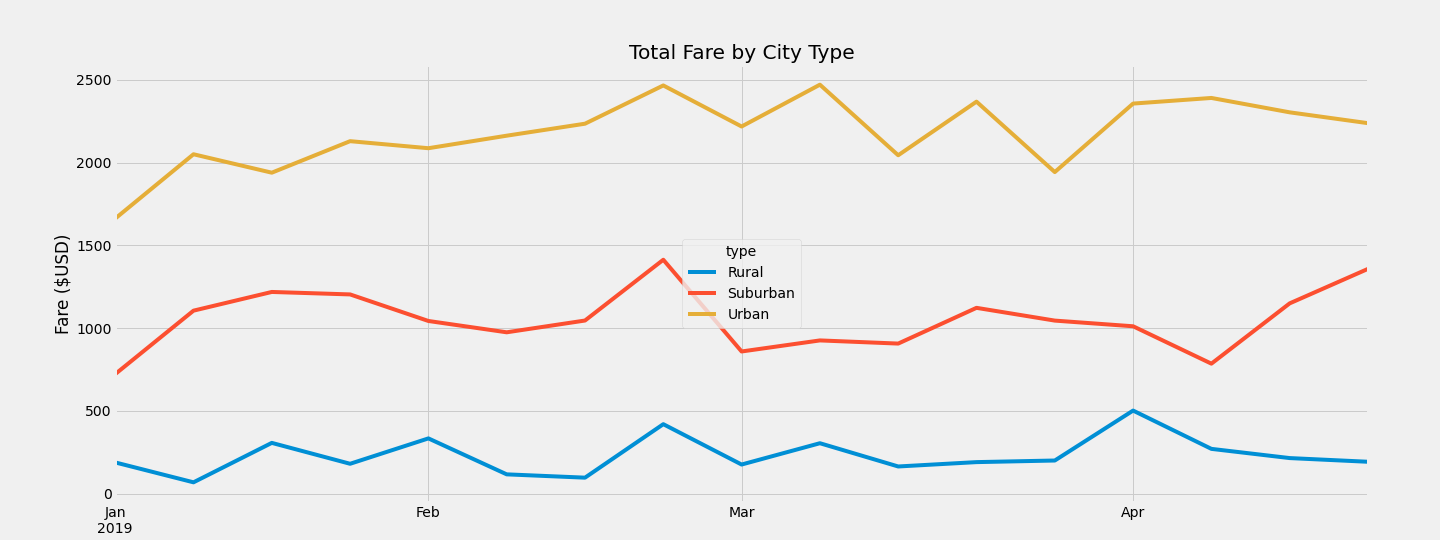 Total Fare by City Type
Fare ($USD)
2500
2000
1500
1000
500
0
type
Rural
Suburban
Urban
Jan
2019
Feb
Mar
Apr